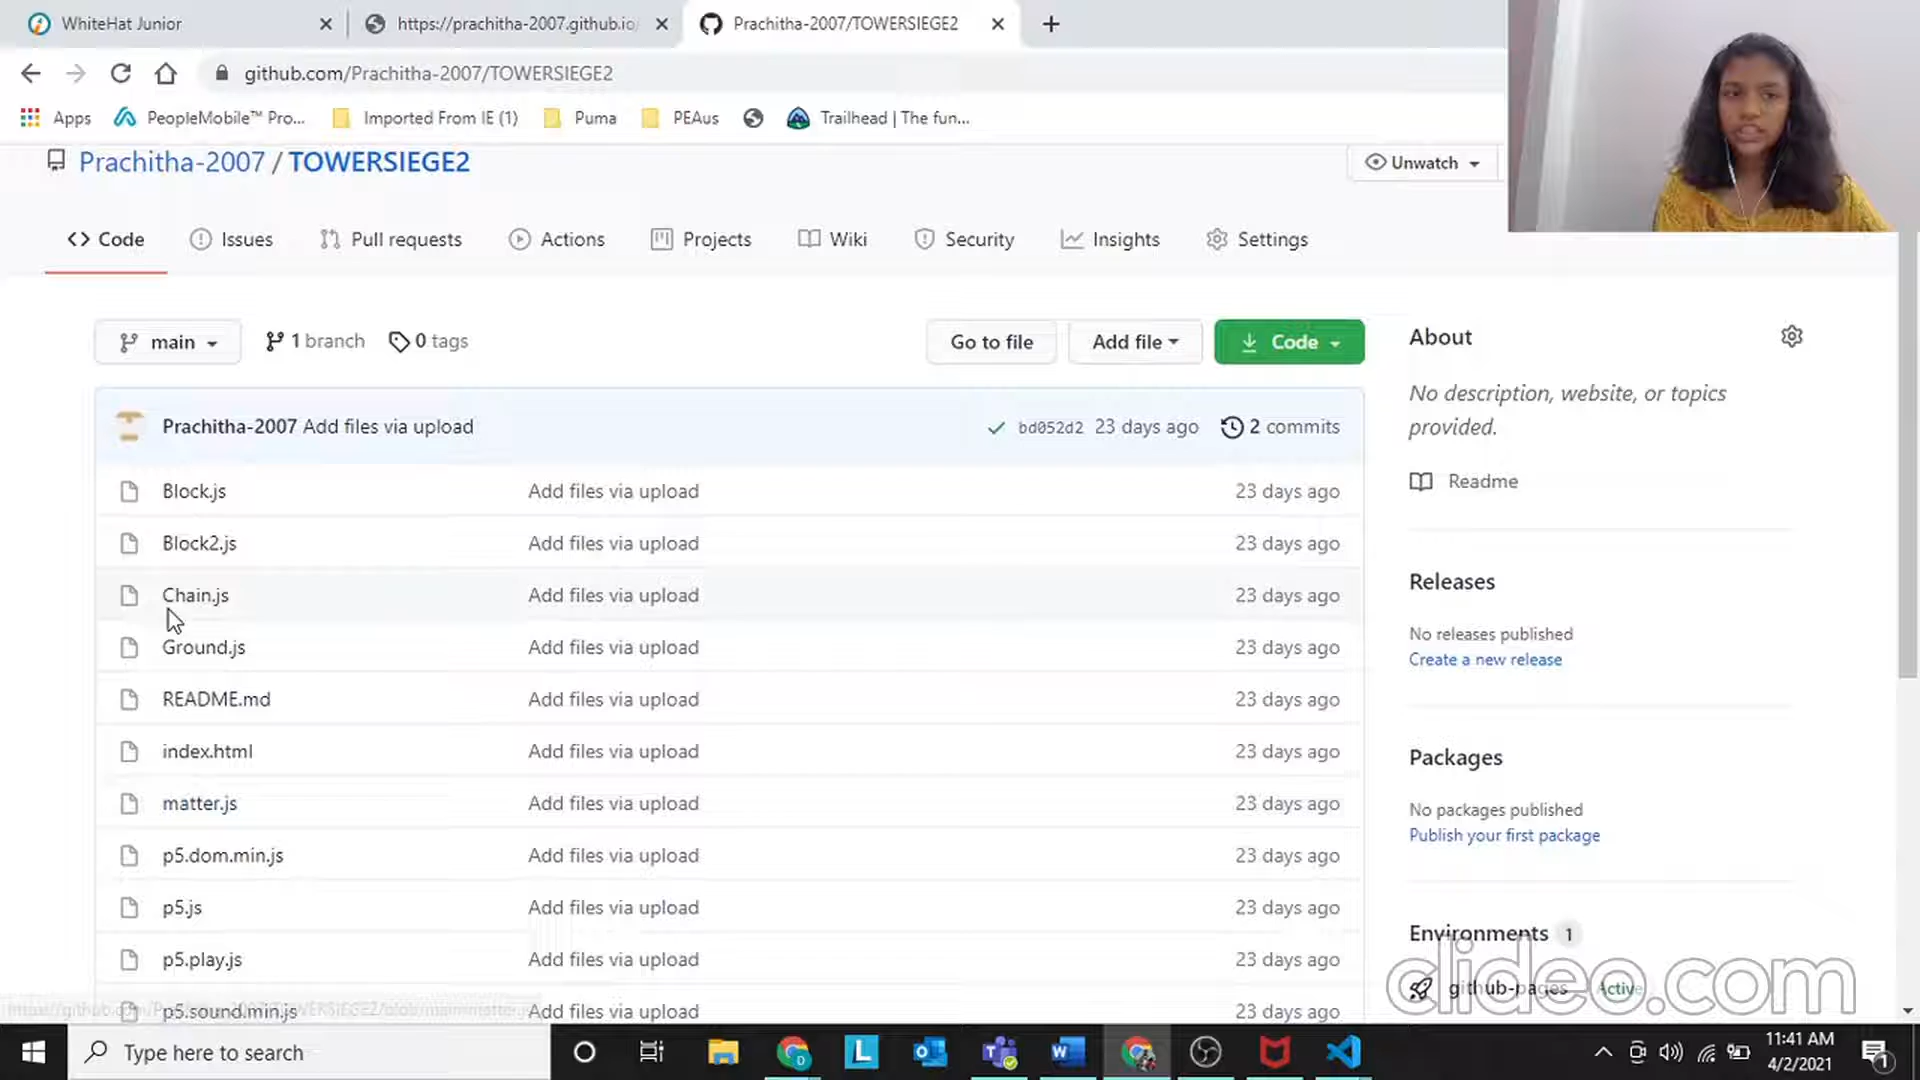 WhiteHat Junior
https://prachitha-2007.github.io/
Prachitha-2007/TOWERSIEGE2
github.com/Prachitha-2007/TOWERSIEGE2
Apps
PeopleMobile™ Pro...
Imported From IE (1)
Puma
PEAus
Trailhead | The fun...
Prachitha-2007 / TOWERSIEGE2
Unwatch
Code
Issues
Pull requests
Actions
Projects
Wiki
Security
Insights
Settings
main
1 branch
0 tags
Go to file
Add file
Code
Prachitha-2007 Add files via upload
bd052d2 23 days ago
2 commits
Block.js Add files via upload 23 days ago
Block2.js Add files via upload 23 days ago
Chain.js Add files via upload 23 days ago
Ground.js Add files via upload 23 days ago
README.md Add files via upload 23 days ago
index.html Add files via upload 23 days ago
matter.js Add files via upload 23 days ago
p5.dom.min.js Add files via upload 23 days ago
p5.js Add files via upload 23 days ago
p5.play.js Add files via upload 23 days ago
p5.sound.min.js Add files via upload 23 days ago
About
No description, website, or topics
provided.
Readme
Releases
No releases published
Create a new release
Packages
No packages published
Publish your first package
Environments 1
github-pages Active
clideo.com
Type here to search
11:41 AM
4/2/2021
1